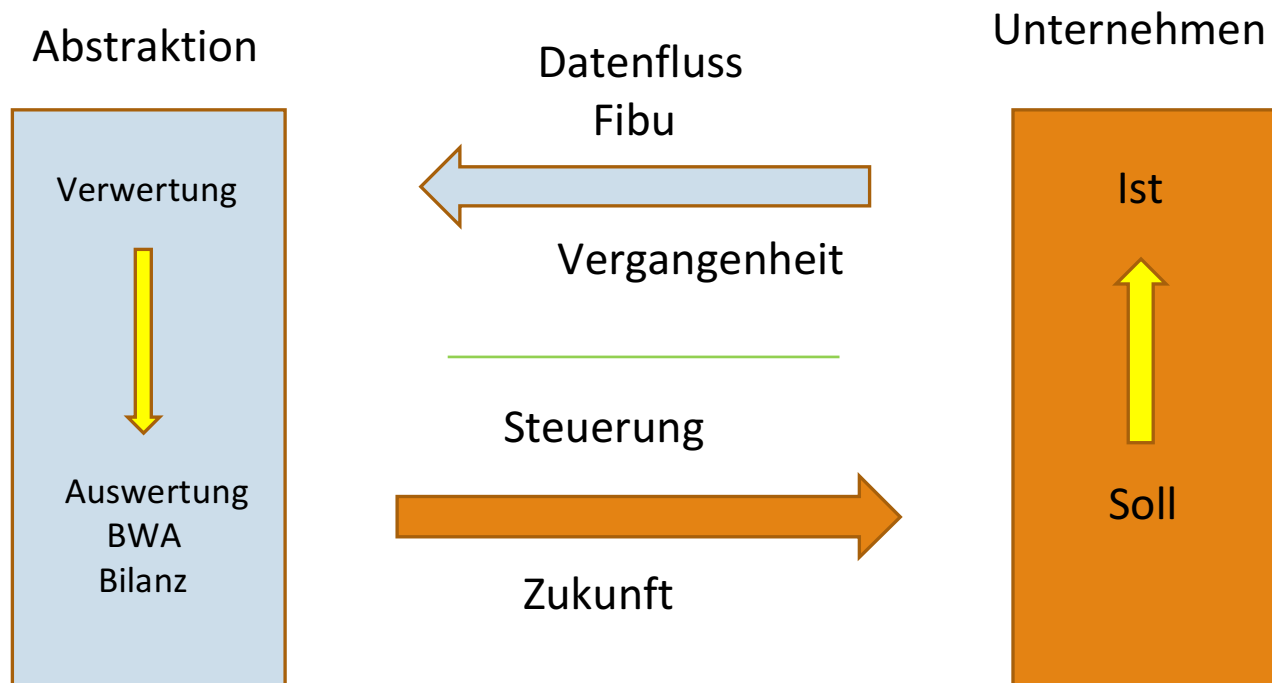 Abstraktion
Verwertung
Auswertung
BWA
Bilanz
Datenfluss
Fibu
Vergangenheit
Steuerung
Zukunft
Unternehmen
Ist
Soll